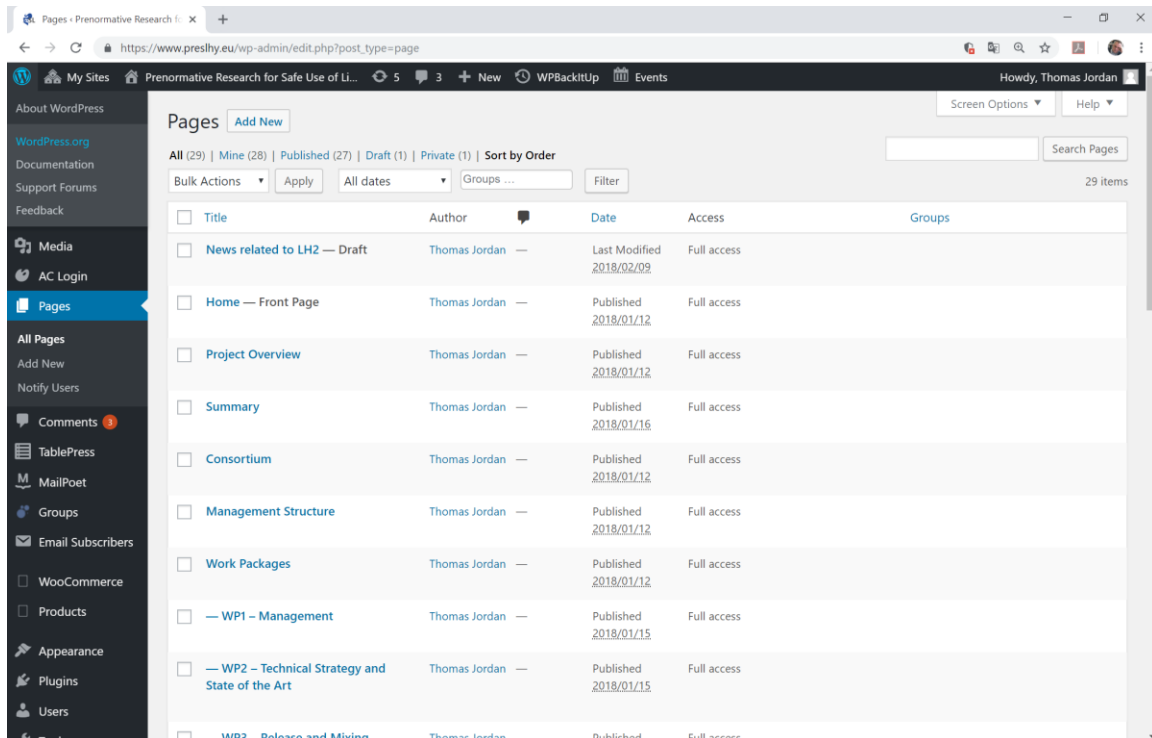 Pages ‹ Prenormative Research fo
https://www.preslhy.eu/wp-admin/edit.php?post_type=page
My Sites Prenormative Research for Safe Use of Li... 5 3 New WPBackItUp Events Howdy, Thomas Jordan
About WordPress
WordPress.org
Documentation
Support Forums
Feedback
Media
AC Login
Pages
All Pages
Add New
Notify Users
Comments 3
TablePress
MailPoet
Groups
Email Subscribers
WooCommerce
Products
Appearance
Plugins
Users
Screen Options ▼ Help ▼
Pages Add New
All (29) | Mine (28) | Published (27) | Draft (1) | Private (1) | Sort by Order
Search Pages
Bulk Actions Apply All dates Groups ... Filter 29 items
Title Author Date Access Groups
News related to LH2 — Draft Thomas Jordan — Last Modified Full access
2018/02/09
Home — Front Page Thomas Jordan — Published Full access
2018/01/12
Project Overview Thomas Jordan — Published Full access
2018/01/12
Summary Thomas Jordan — Published Full access
2018/01/16
Consortium Thomas Jordan — Published Full access
2018/01/12
Management Structure Thomas Jordan — Published Full access
2018/01/12
Work Packages Thomas Jordan — Published Full access
2018/01/12
— WP1 – Management Thomas Jordan — Published Full access
2018/01/15
— WP2 – Technical Strategy and Thomas Jordan — Published Full access
State of the Art 2018/01/15
— WP3 – Release and Mixing Thomas Jordan — Published Full access